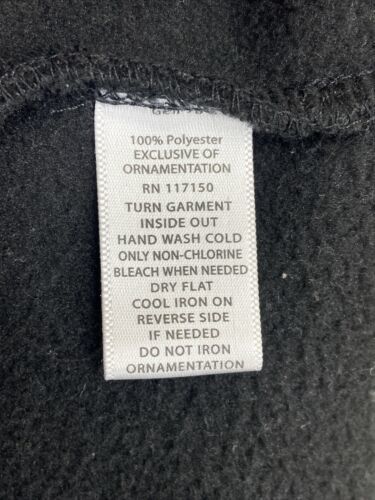 100% Polyester
EXCLUSIVE OF
ORNAMENTATION
RN 117150
TURN GARMENT
INSIDE OUT
HAND WASH COLD
ONLY NON-CHLORINE
BLEACH WHEN NEEDED
DRY FLAT
COOL IRON ON
REVERSE SIDE
IF NEEDED
DO NOT IRON
ORNAMENTATION